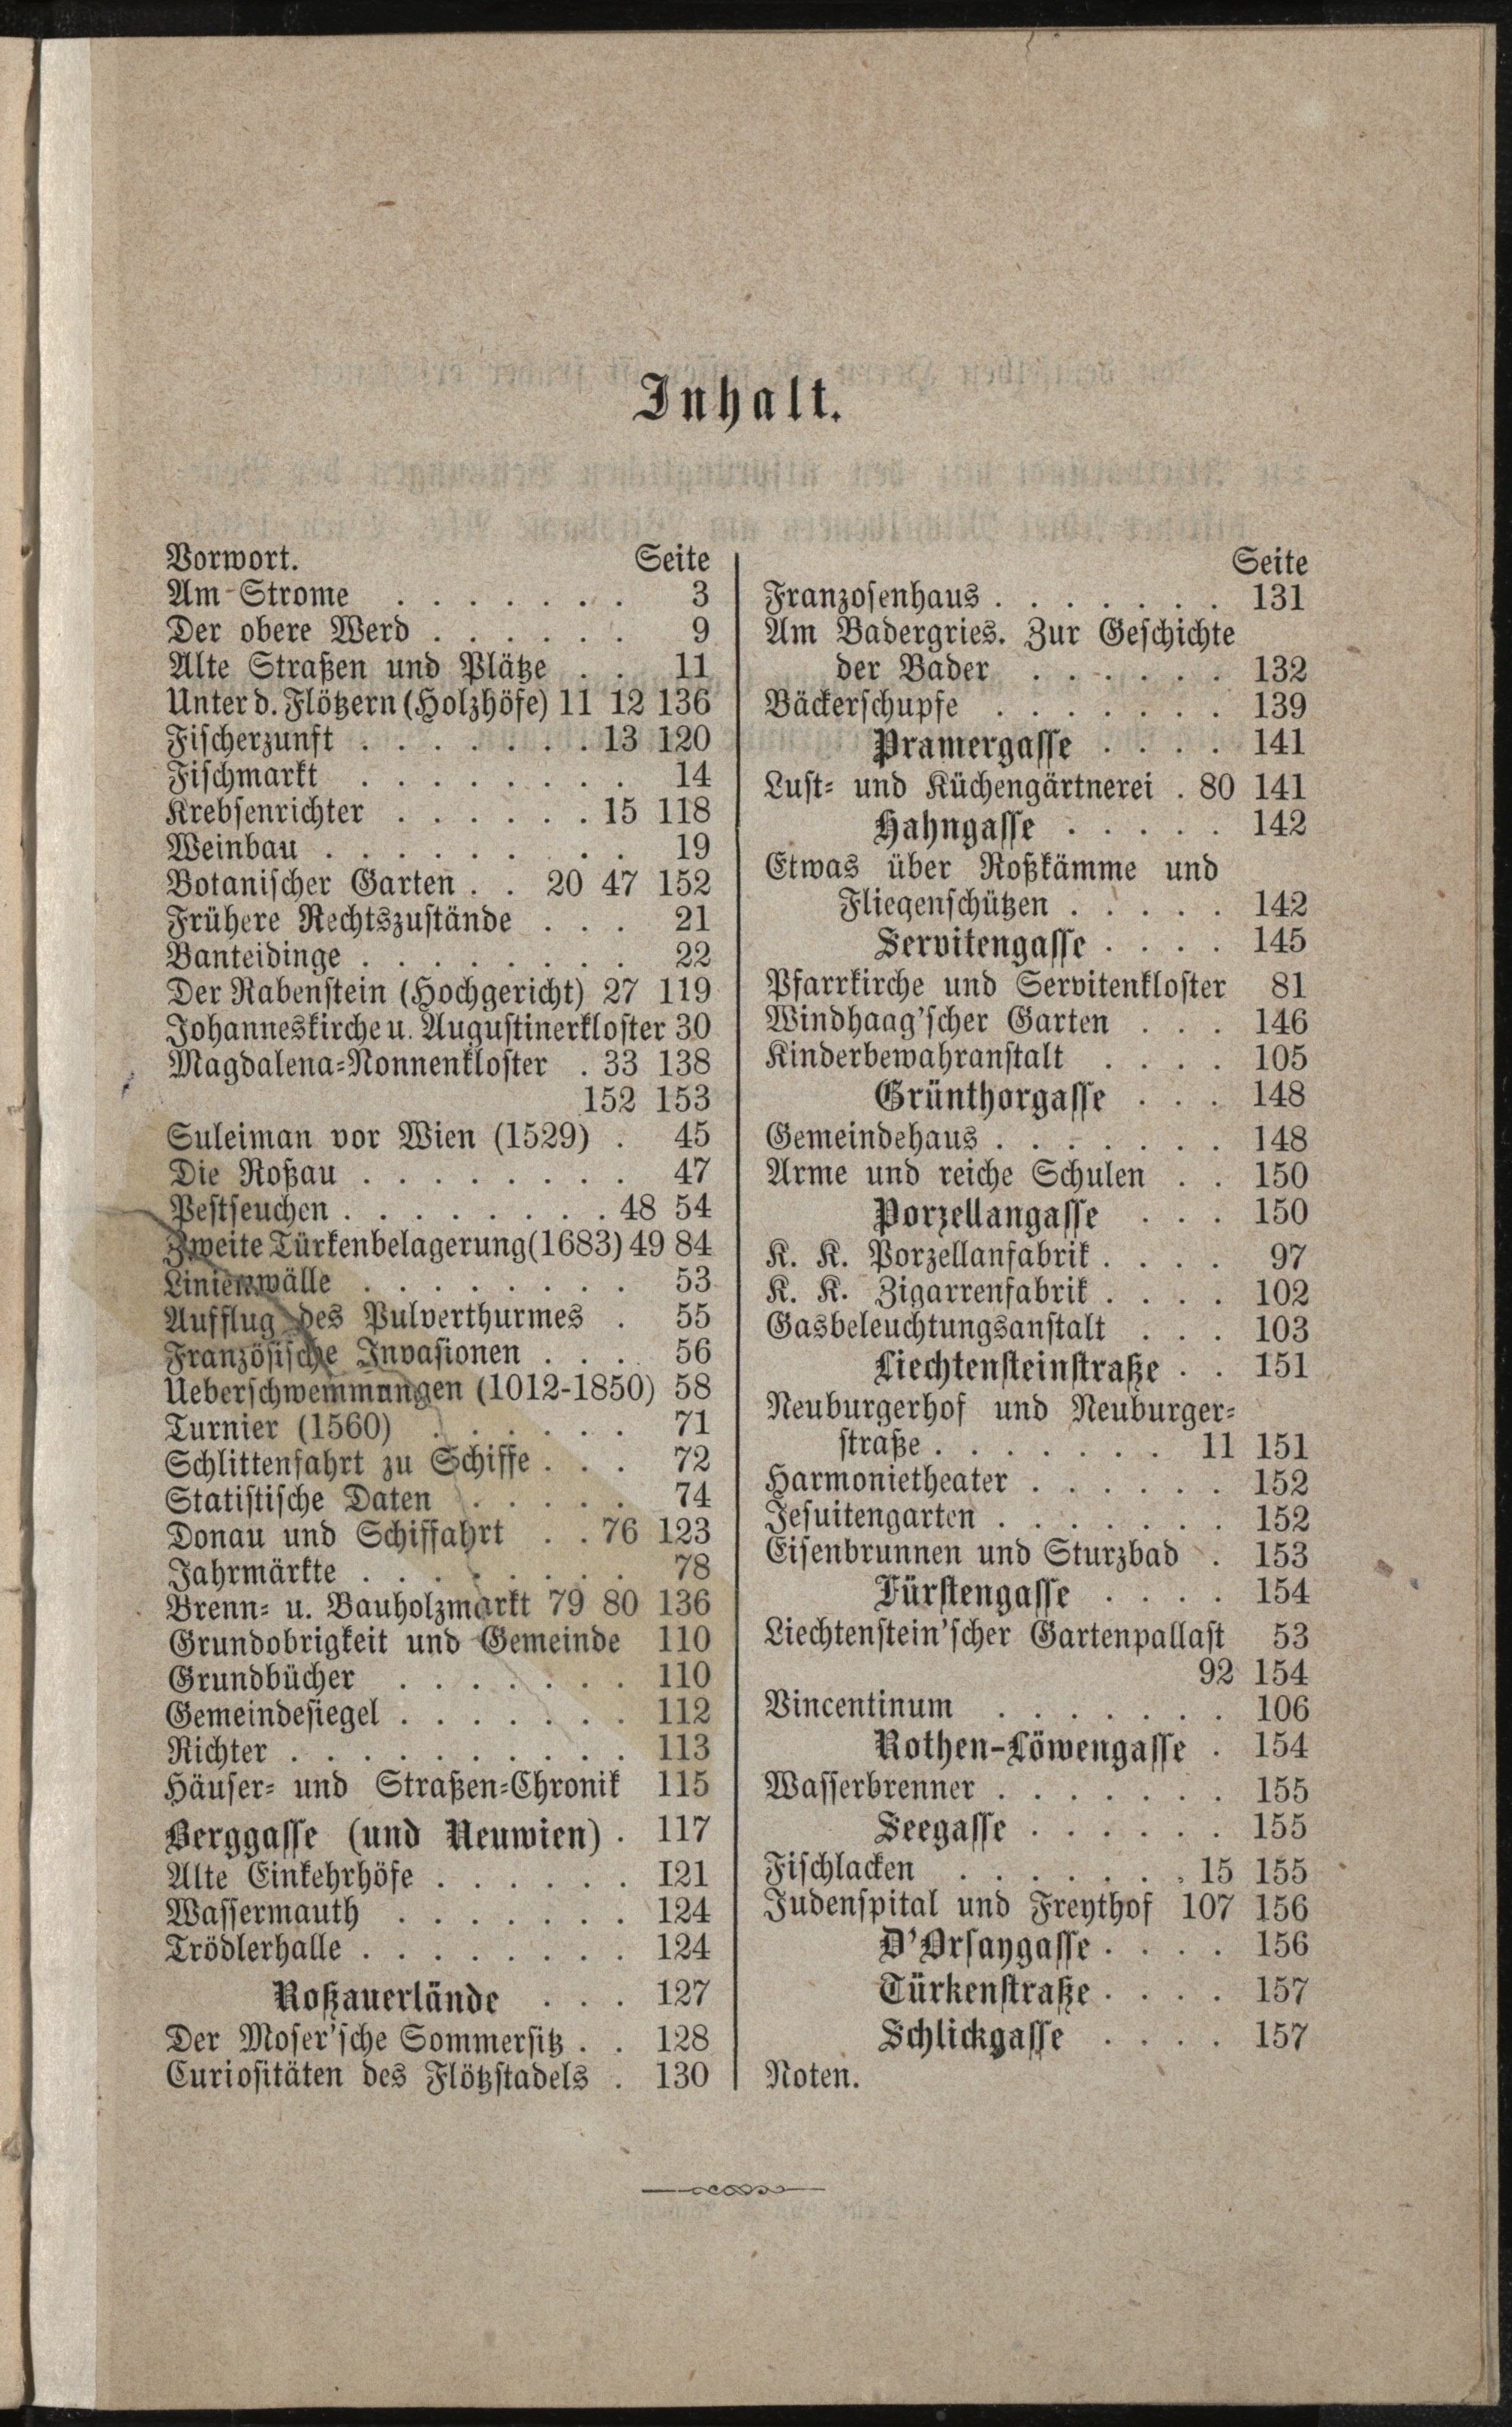 Inhalt.
Vorwort. Seite
Am Strome . . . . . . . 3
Der obere Werd . . . . . . 9
Alte Straßen und Plätze . . 11
Unter d. Flötzern (Holzhöfe) 11 12 136
Fischerzunft . . . . . . . 13 120
Fischmarkt . . . . . . . . 14
Krebsenrichter . . . . . . 15 118
Weinbau . . . . . . . . . 19
Botanischer Garten . . 20 47 152
Frühere Rechtszustände . . . 21
Banteidinge . . . . . . . . 22
Der Rabenstein (Hochgericht) 27 119
Johanneskirche u. Augustinerkloster 30
Magdalena-Nonnenkloster . 33 138
152 153
Suleiman vor Wien (1529) . 45
Die Roßau . . . . . . . . 47
Pestseuchen . . . . . . . . 48 54
Zweite Türkenbelagerung (1683) 49 84
Linienwälle . . . . . . . . 53
Aufflug des Pulverthurmes . 55
Französische Invasionen . . . 56
Ueberschwemmungen (1012-1850) 58
Turnier (1560) . . . . . . 71
Schlittenfahrt zu Schiffe . . . 72
Statistische Daten . . . . . 74
Donau und Schiffahrt . . 76 123
Jahrmärkte . . . . . . . . 78
Brenn- u. Bauholzmarkt 79 80 136
Grundobrigkeit und Gemeinde 110
Grundbücher . . . . . . . 110
Gemeindesiegel . . . . . . . 112
Richter . . . . . . . . . . 113
Häuser- und Straßen-Chronik 115
Berggasse (und Neuwien) . 117
Alte Einkehrhöfe . . . . . . 121
Wassermauth . . . . . . . 124
Trödlerhalle . . . . . . . . 124
Roßauerlände . . . 127
Der Moser'sche Sommersitz . . 128
Curiositäten des Flötzstadels . 130
Seite
Franzosenhaus . . . . . . . 131
Am Badergries. Zur Geschichte
der Bader . . . . . . 132
Bäckerschupfe . . . . . . . 139
Pramergasse . . . . 141
Lust- und Küchengärtnerei . 80 141
Hahngasse . . . . . 142
Etwas über Roßkämme und
Fliegenschützen . . . . . 142
Servitengasse . . . . 145
Pfarrkirche und Servitenkloster 81
Windhaag'scher Garten . . . 146
Kinderbewahranstalt . . . . 105
Grünthorgasse . . . 148
Gemeindehaus . . . . . . . 148
Arme und reiche Schulen . . 150
Porzellangasse . . . 150
K. K. Porzellanfabrik . . . . 97
K. K. Zigarrenfabrik . . . . 102
Gasbeleuchtungsanstalt . . . 103
Liechtensteinstraße . . 151
Neuburgerhof und Neuburger-
straße . . . . . . . 11 151
Harmonietheater . . . . . . 152
Jesuitengarten . . . . . . . 152
Eisenbrunnen und Sturzbad . 153
Fürstengasse . . . . 154
Liechtenstein'scher Gartenpallast 53
92 154
Vincentinum . . . . . . . 106
Rothen-Löwengasse . 154
Wasserbrenner . . . . . . . 155
Seegasse . . . . . . 155
Fischlacken . . . . . . . 15 155
Judenspital und Freythof 107 156
D'Orsaygasse . . . . 156
Türkenstraße . . . . 157
Schlickgasse . . . . 157
Noten.